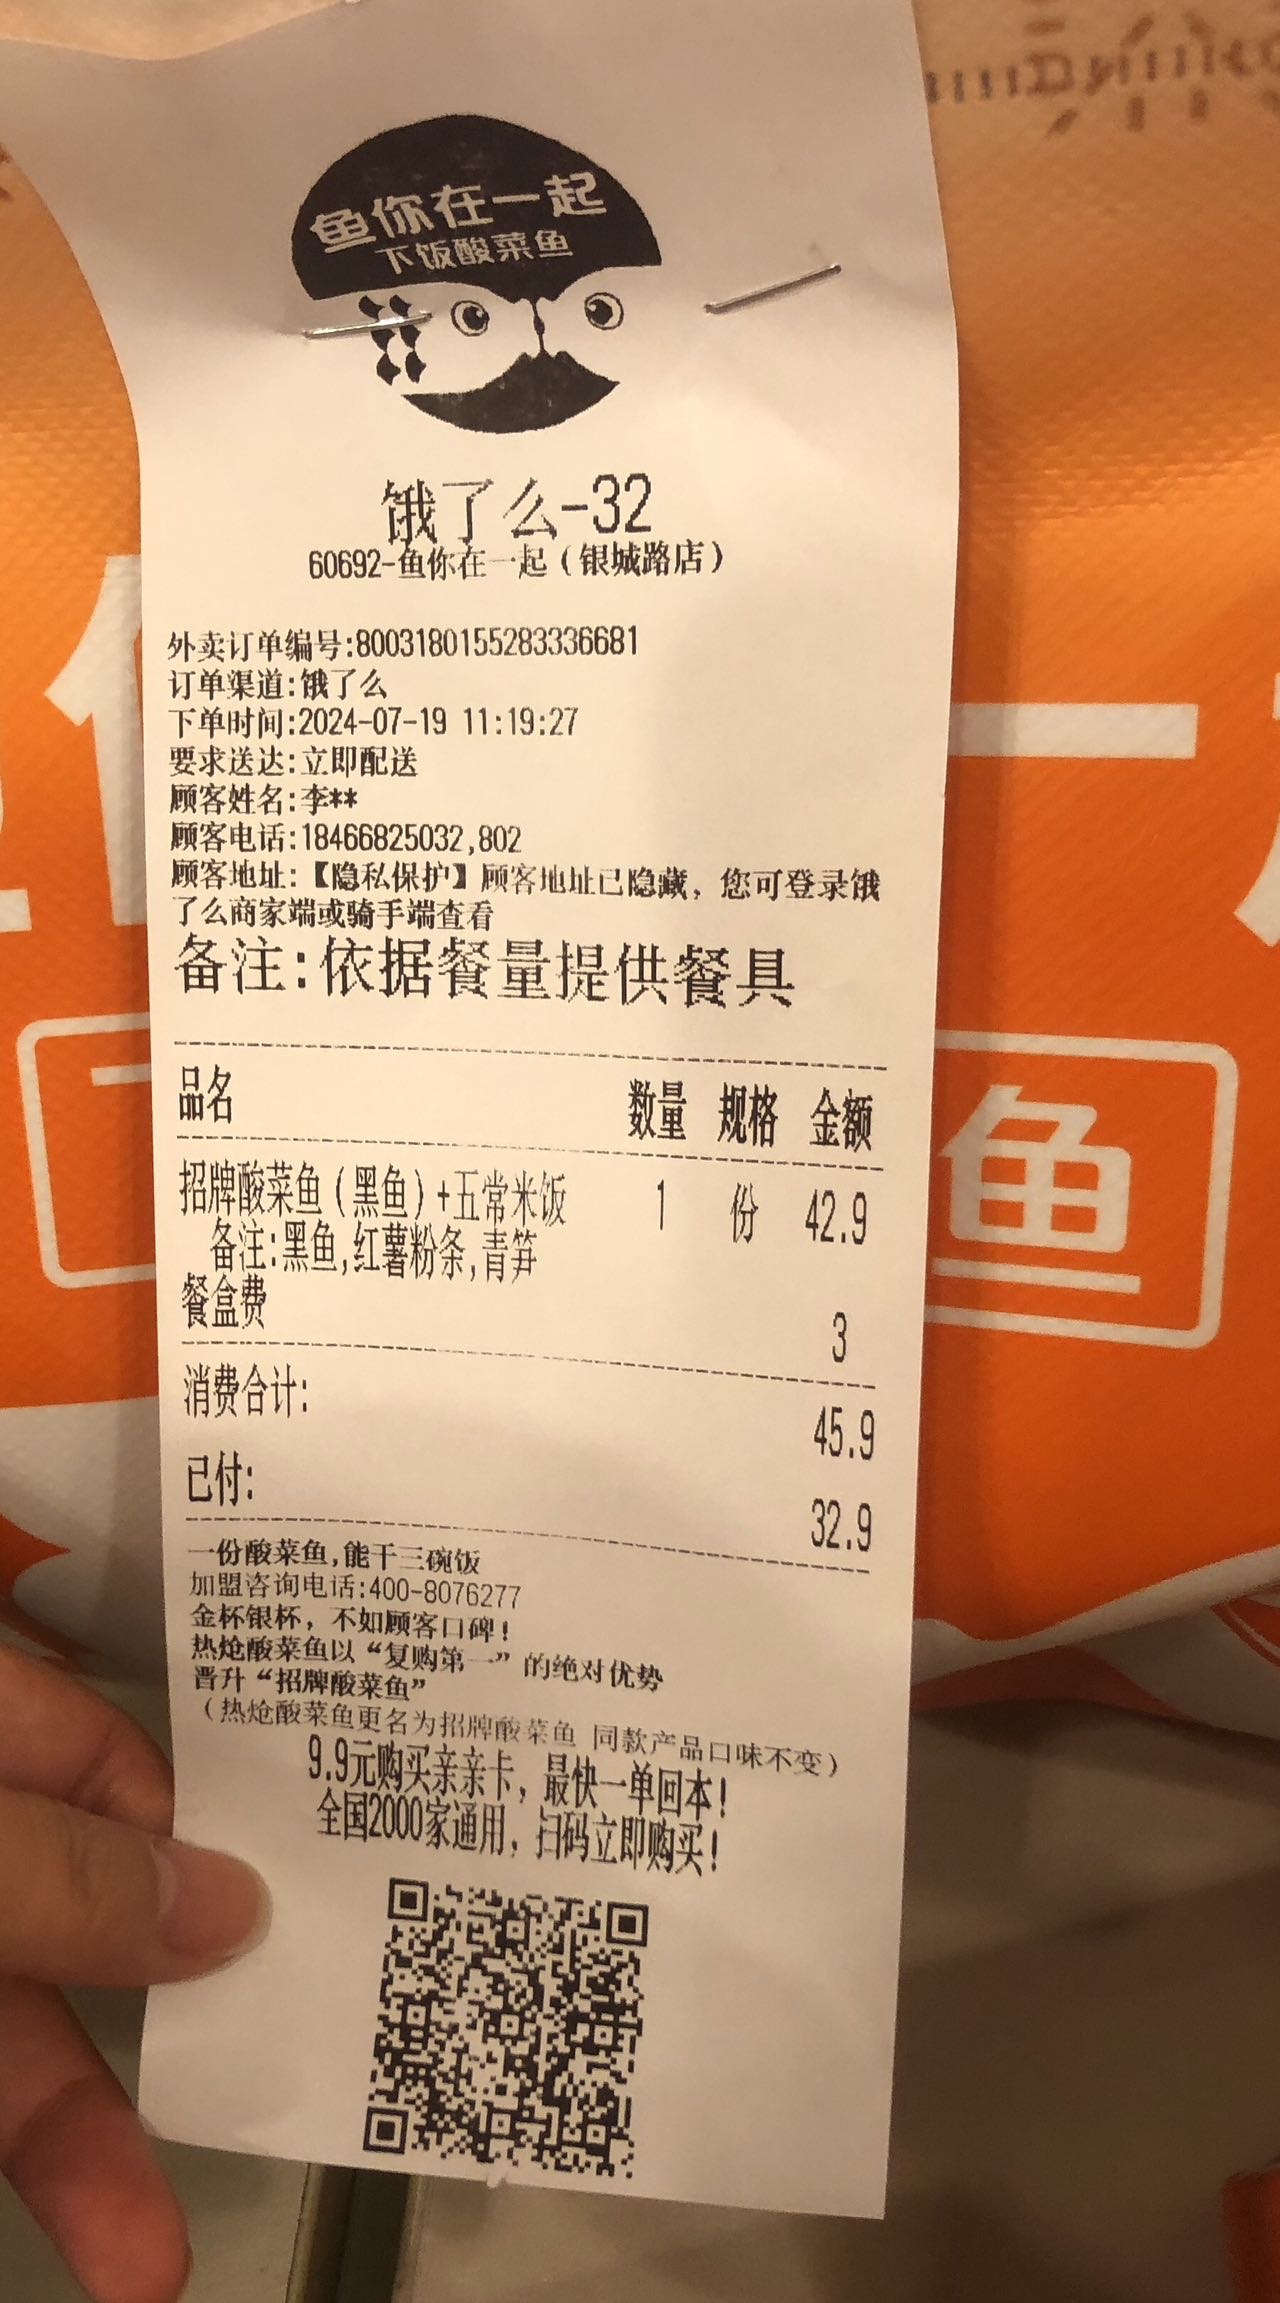 鱼你在一起
下饭酸菜鱼
饿了么-32
60692-鱼你在一起（银城路店）
外卖订单编号:8003180155283336681
订单渠道:饿了么
下单时间:2024-07-19 11:19:27
要求送达:立即配送
顾客姓名:李**
顾客电话:18466825032,802
顾客地址:【隐私保护】顾客地址已隐藏，您可登录饿
了么商家端或骑手端查看
备注:依据餐量提供餐具
品名 数量 规格 金额
招牌酸菜鱼（黑鱼）+五常米饭 1 份 42.9
备注:黑鱼,红薯粉条,青笋
餐盒费 3
消费合计: 45.9
已付: 32.9
一份酸菜鱼,能干三碗饭
加盟咨询电话:400-8076277
金杯银杯，不如顾客口碑！
热炝酸菜鱼以“复购第一”的绝对优势
晋升“招牌酸菜鱼”
（热炝酸菜鱼更名为招牌酸菜鱼 同款产品口味不变）
9.9元购买亲亲卡，最快一单回本！
全国2000家通用，扫码立即购买！
一
鱼